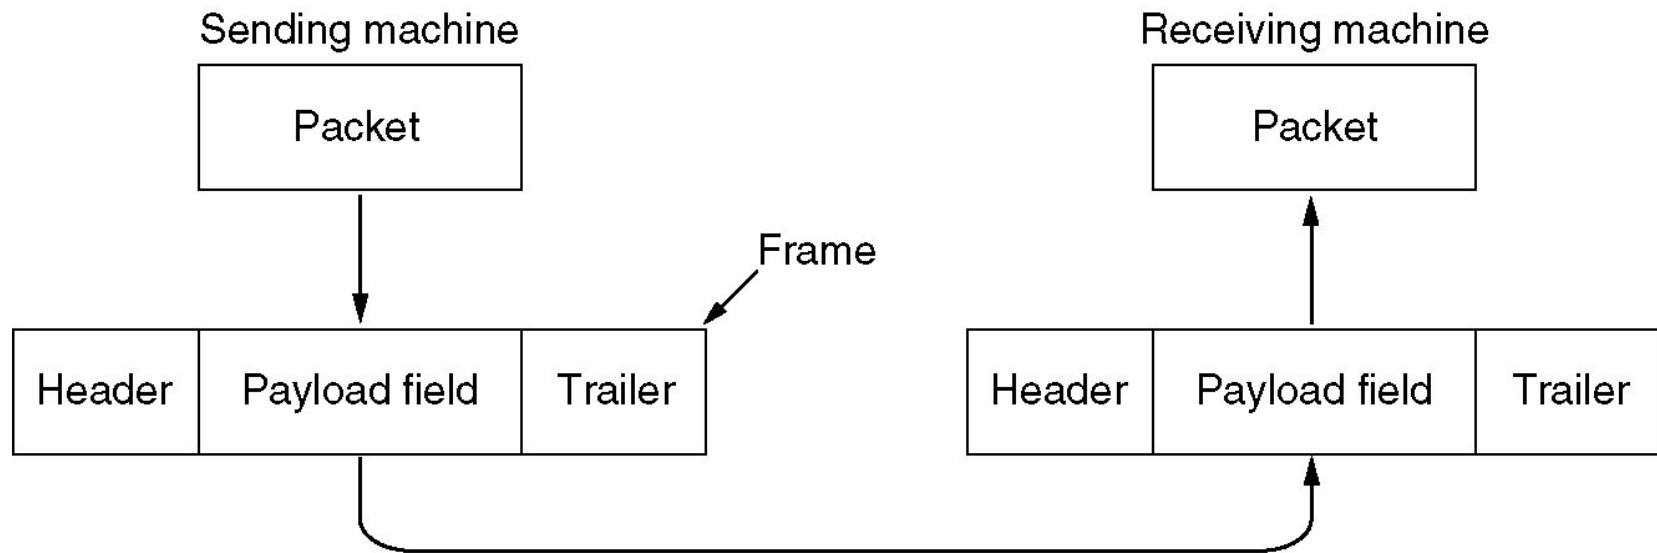 Sending machine
Receiving machine
Packet
Packet
Frame
Header
Payload field
Trailer
Header
Payload field
Trailer